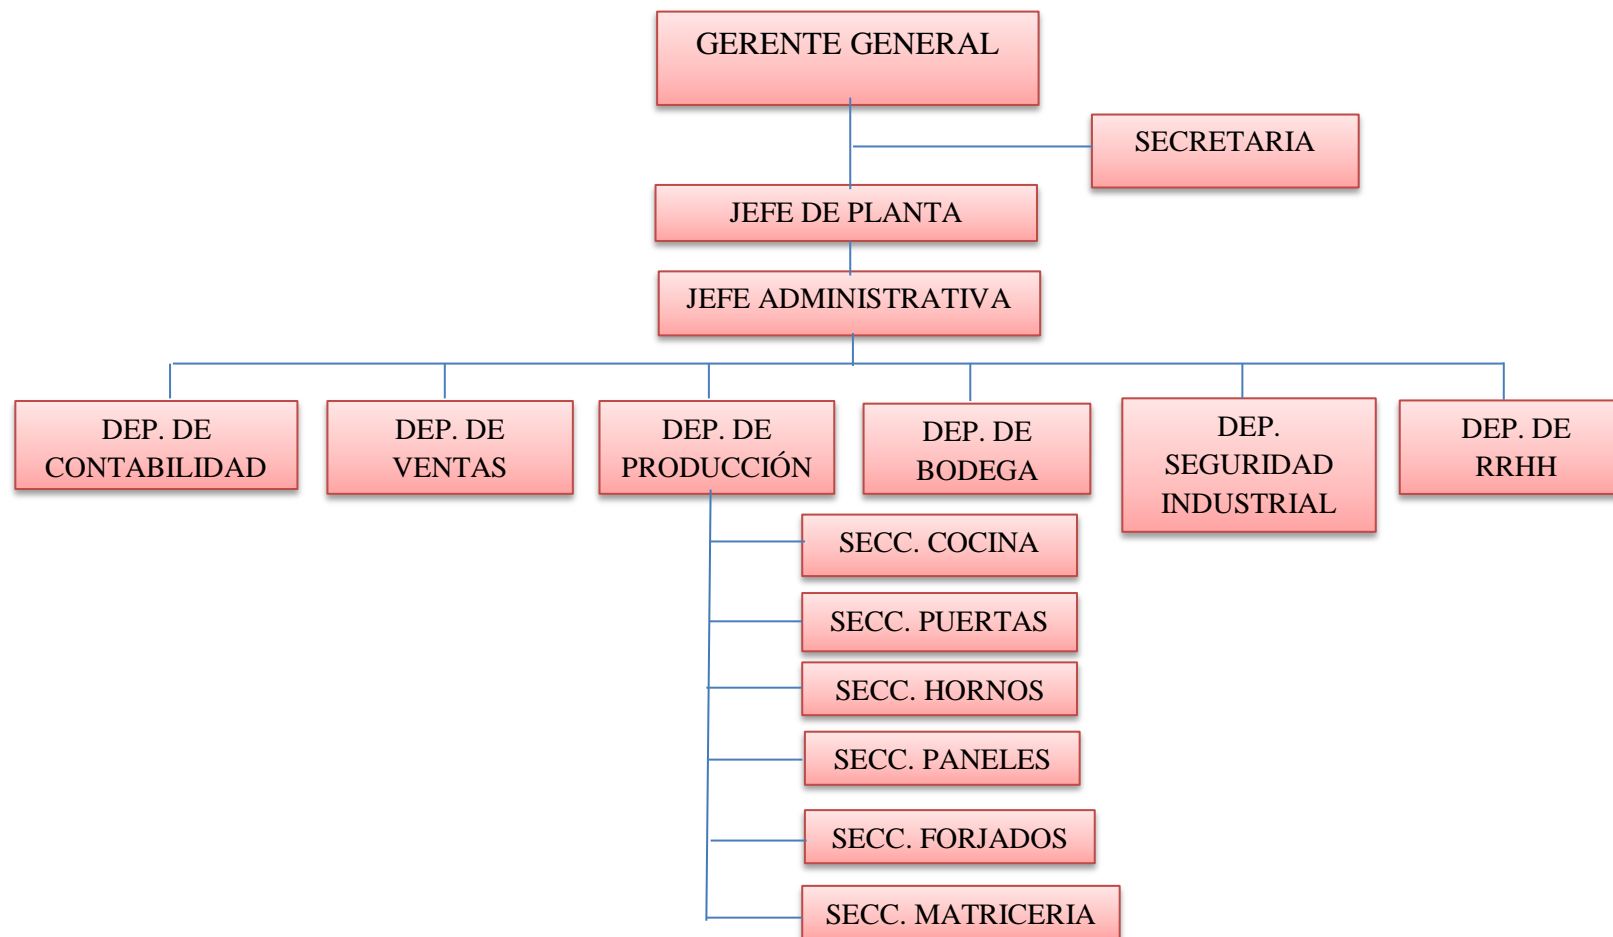 GERENTE GENERAL
SECRETARIA
JEFE DE PLANTA
JEFE ADMINISTRATIVA
DEP. DE
CONTABILIDAD
DEP. DE
VENTAS
DEP. DE
PRODUCCIÓN
DEP. DE
BODEGA
DEP.
SEGURIDAD
INDUSTRIAL
DEP. DE
RRHH
SECC. COCINA
SECC. PUERTAS
SECC. HORNOS
SECC. PANELES
SECC. FORJADOS
SECC. MATRICERIA